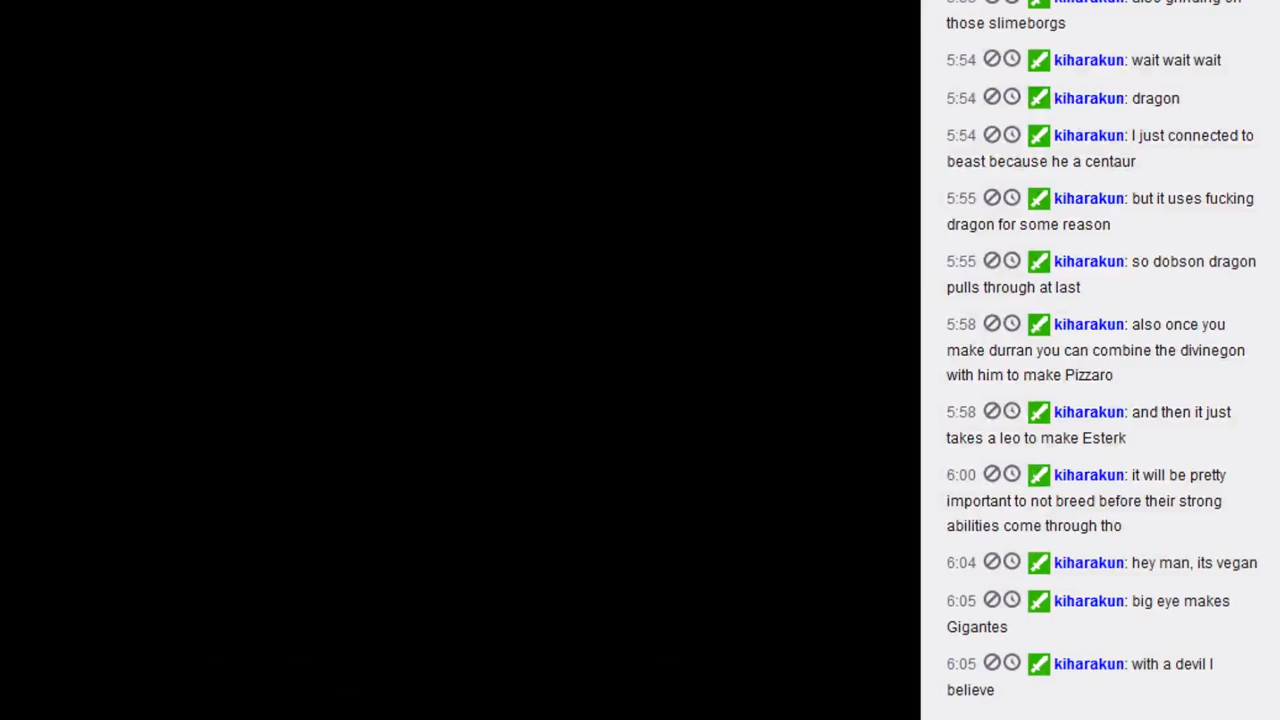 those slimeborgs
5:54 kiharakun: wait wait wait
5:54 kiharakun: dragon
5:54 kiharakun: I just connected to
beast because he a centaur
5:55 kiharakun: but it uses fucking
dragon for some reason
5:55 kiharakun: so dobson dragon
pulls through at last
5:58 kiharakun: also once you
make durran you can combine the divinegon
with him to make Pizzaro
5:58 kiharakun: and then it just
takes a leo to make Esterk
6:00 kiharakun: it will be pretty
important to not breed before their strong
abilities come through tho
6:04 kiharakun: hey man, its vegan
6:05 kiharakun: big eye makes
Gigantes
6:05 kiharakun: with a devil I
believe